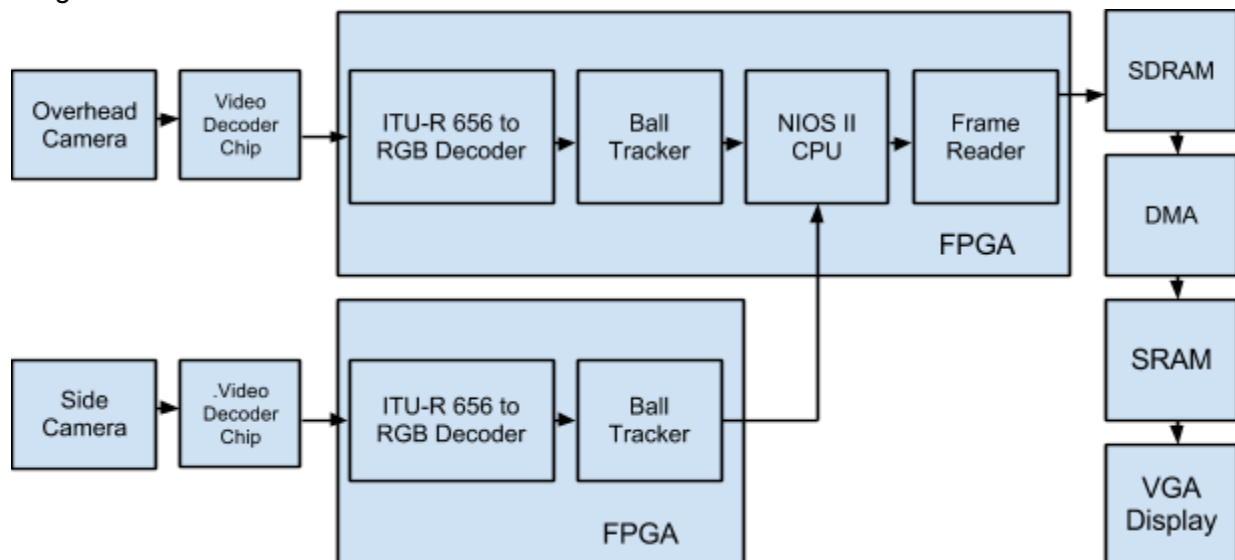 Overhead
Camera
Video
Decoder
Chip
ITU-R 656 to
RGB Decoder
Ball
Tracker
NIOS II
CPU
Frame
Reader
FPGA
SDRAM
DMA
SRAM
VGA
Display
Side
Camera
.Video
Decoder
Chip
ITU-R 656 to
RGB Decoder
Ball
Tracker
FPGA